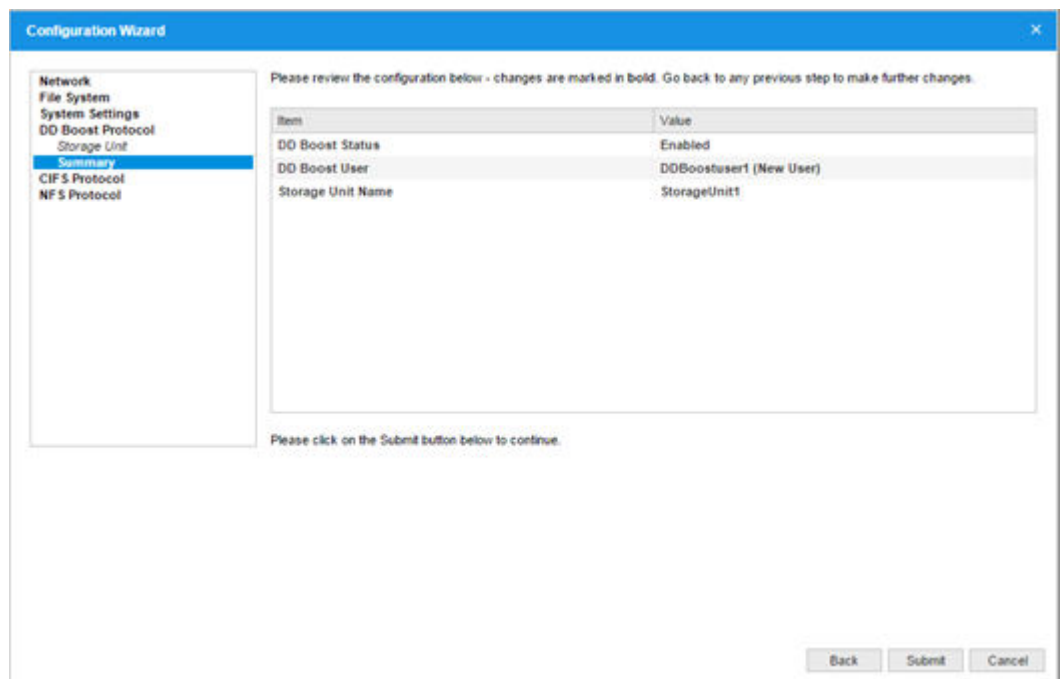 Configuration Wizard ×
Network
File System
System Settings
DD Boost Protocol
Storage Unit
Summary
CIFS Protocol
NFS Protocol
Please review the configuration below - changes are marked in bold. Go back to any previous step to make further changes.
Item Value
DD Boost Status Enabled
DD Boost User DDBoostuser1 (New User)
Storage Unit Name StorageUnit1
Please click on the Submit button below to continue.
Back Submit Cancel